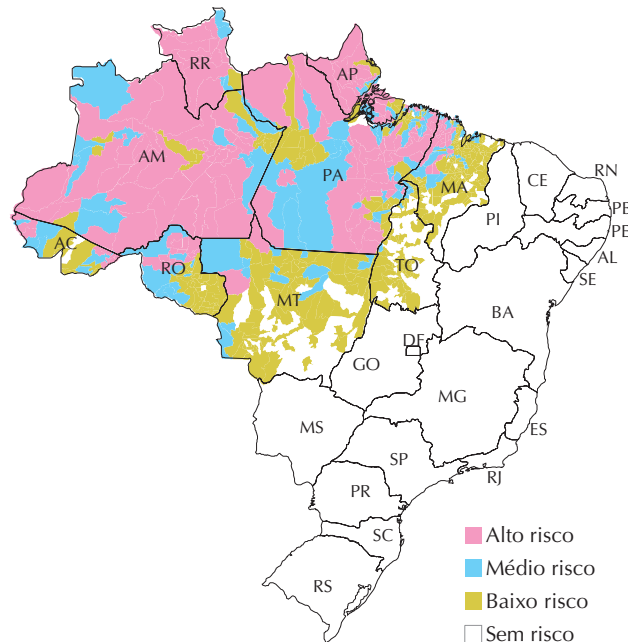 RR
AP
AM
PA
MA
CE
RN
PB
PE
PI
AC
AL
TO
SE
RO
MT
BA
DF
GO
MG
MS
ES
SP
RJ
PR
SC
RS
Alto risco
Médio risco
Baixo risco
Sem risco